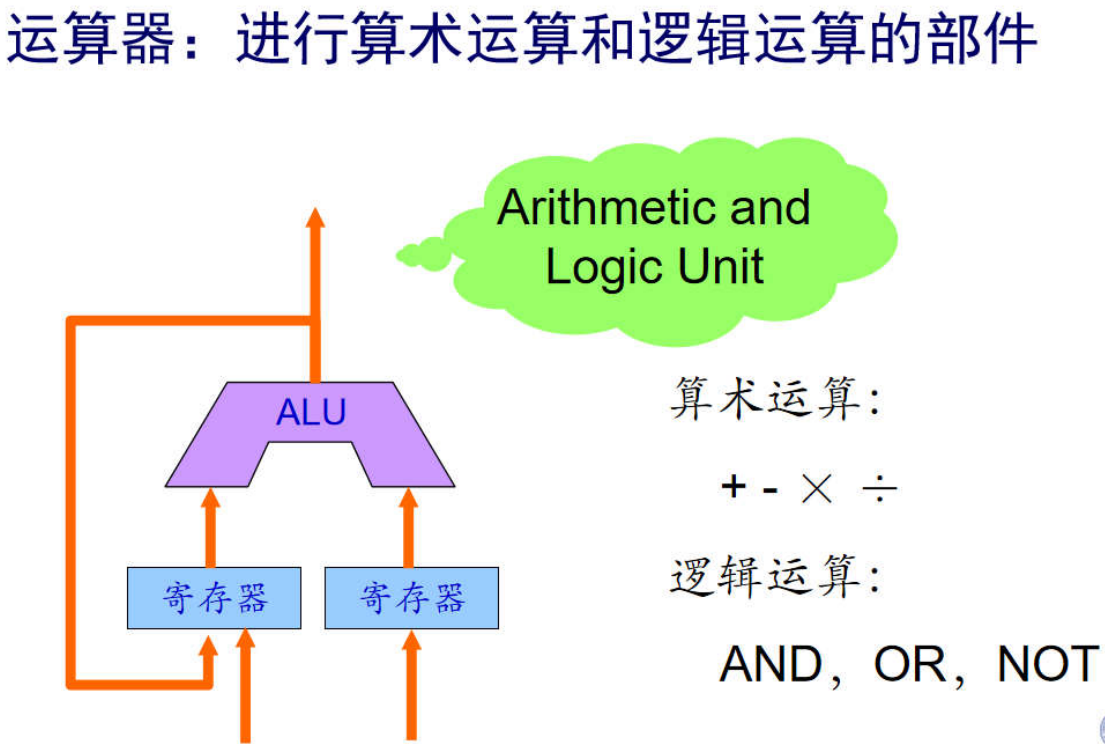 运算器：进行算术运算和逻辑运算的部件
Arithmetic and
Logic Unit
ALU
寄存器
寄存器
算术运算：
+ - × ÷
逻辑运算：
AND，OR，NOT